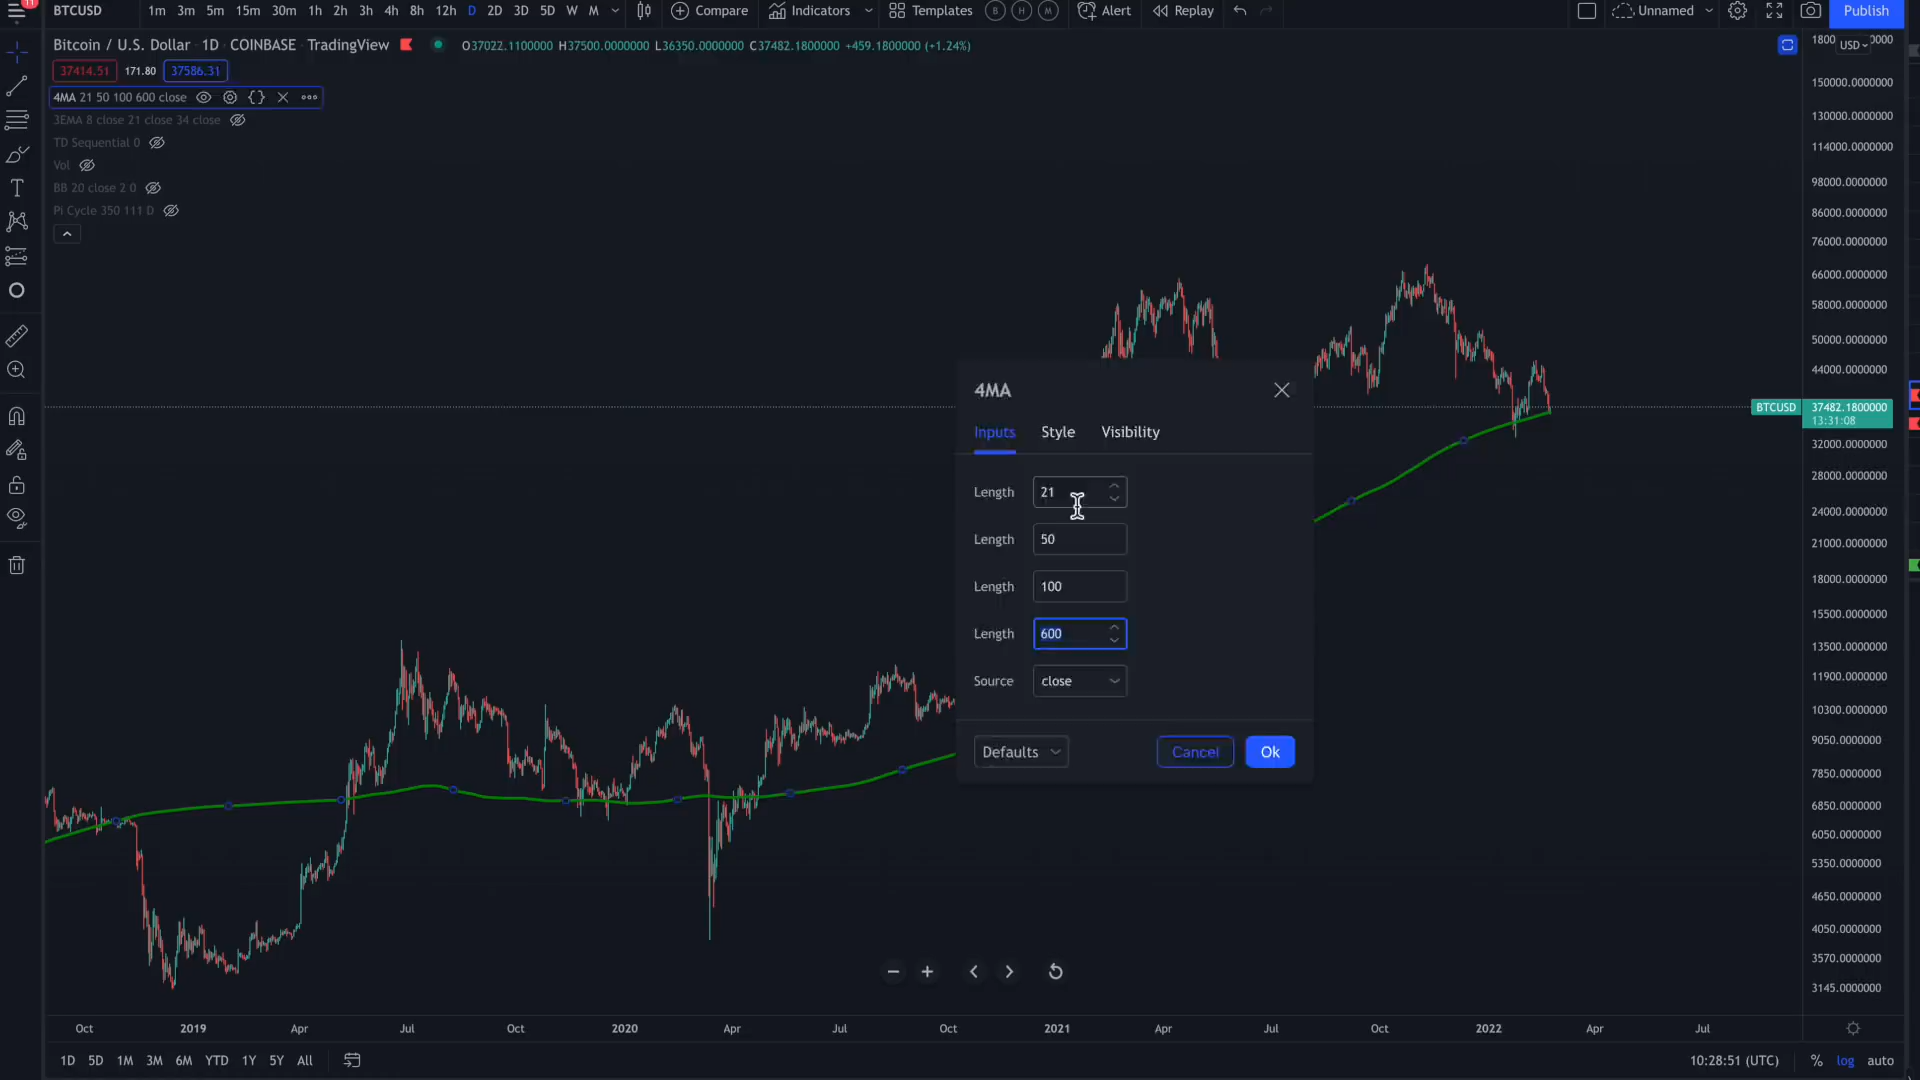 11
BTCUSD 1m 3m 5m 15m 30m 1h 2h 3h 4h 8h 12h D 2D 3D 5D W M Compare Indicators Templates B H M Alert Replay Unnamed Publish
Bitcoin / U.S. Dollar · 1D · COINBASE · TradingView O37022.1100000 H37500.0000000 L36350.0000000 C37482.1800000 +459.1800000 (+1.24%)
37414.51 171.80 37586.31
4MA 21 50 100 600 close
3EMA 8 close 21 close 34 close
TD Sequential 0
Vol
BB 20 close 2 0
Pi Cycle 350 111 D
USD
150000.0000000
130000.0000000
114000.0000000
98000.0000000
86000.0000000
76000.0000000
66000.0000000
58000.0000000
50000.0000000
44000.0000000
BTCUSD 37482.1800000
13:31:08
32000.0000000
28000.0000000
24000.0000000
21000.0000000
18000.0000000
15500.0000000
13500.0000000
11900.0000000
10300.0000000
9050.0000000
7850.0000000
6850.0000000
6050.0000000
5350.0000000
4650.0000000
4050.0000000
3570.0000000
3145.0000000
4MA
Inputs Style Visibility
Length 21
Length 50
Length 100
Length 600
Source close
Defaults Cancel Ok
Oct 2019 Apr Jul Oct 2020 Apr Jul Oct 2021 Apr Jul Oct 2022 Apr Jul
1D 5D 1M 3M 6M YTD 1Y 5Y All 10:28:51 (UTC) % log auto